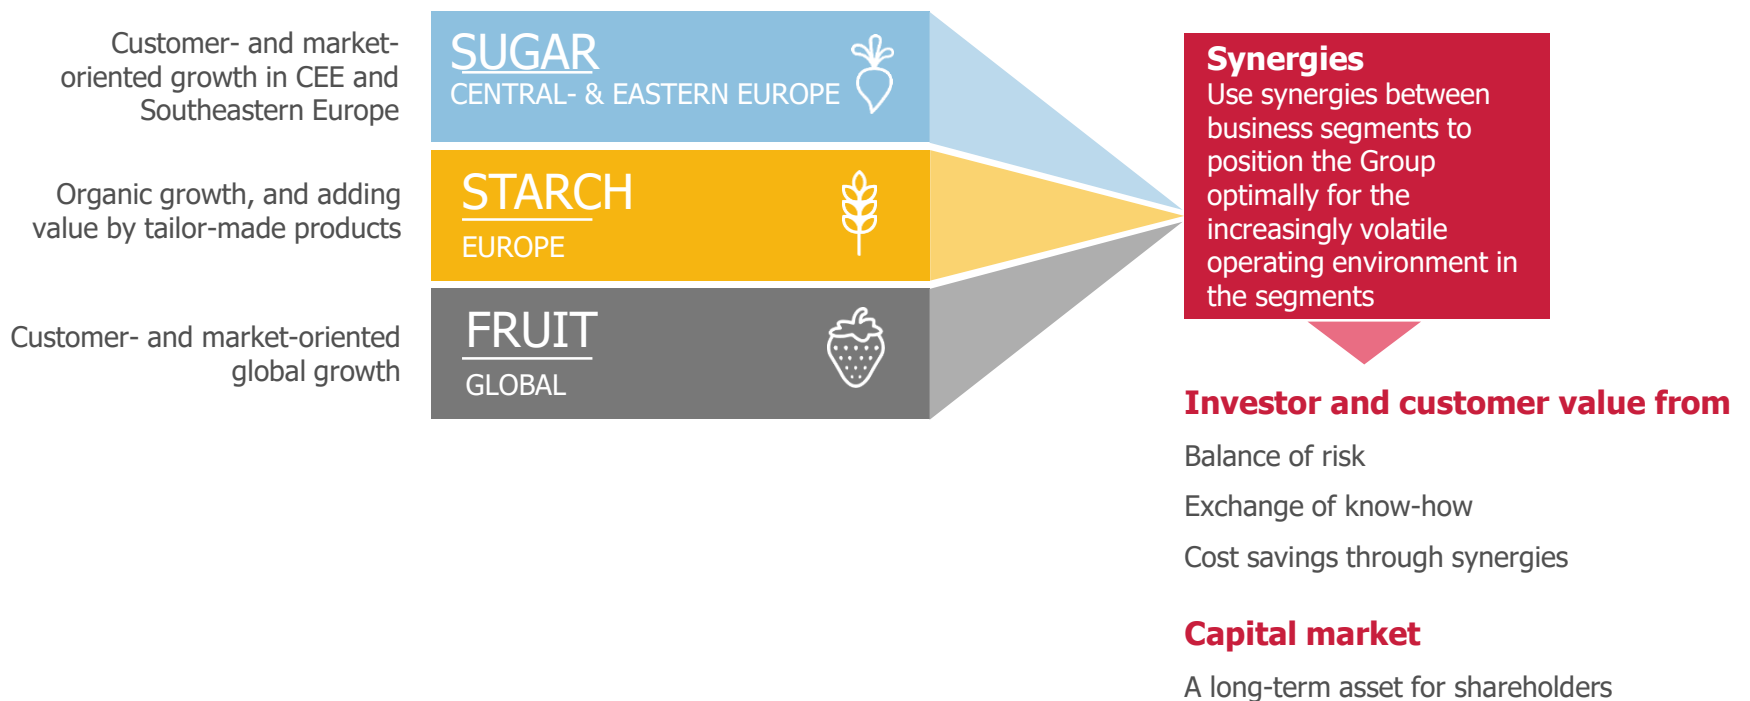 Customer- and market-
oriented growth in CEE and
Southeastern Europe
SUGAR
CENTRAL- & EASTERN EUROPE
Organic growth, and adding
value by tailor-made products
STARCH
EUROPE
Customer- and market-oriented
global growth
FRUIT
GLOBAL
Synergies
Use synergies between
business segments to
position the Group
optimally for the
increasingly volatile
operating environment in
the segments
Investor and customer value from
Balance of risk
Exchange of know-how
Cost savings through synergies
Capital market
A long-term asset for shareholders